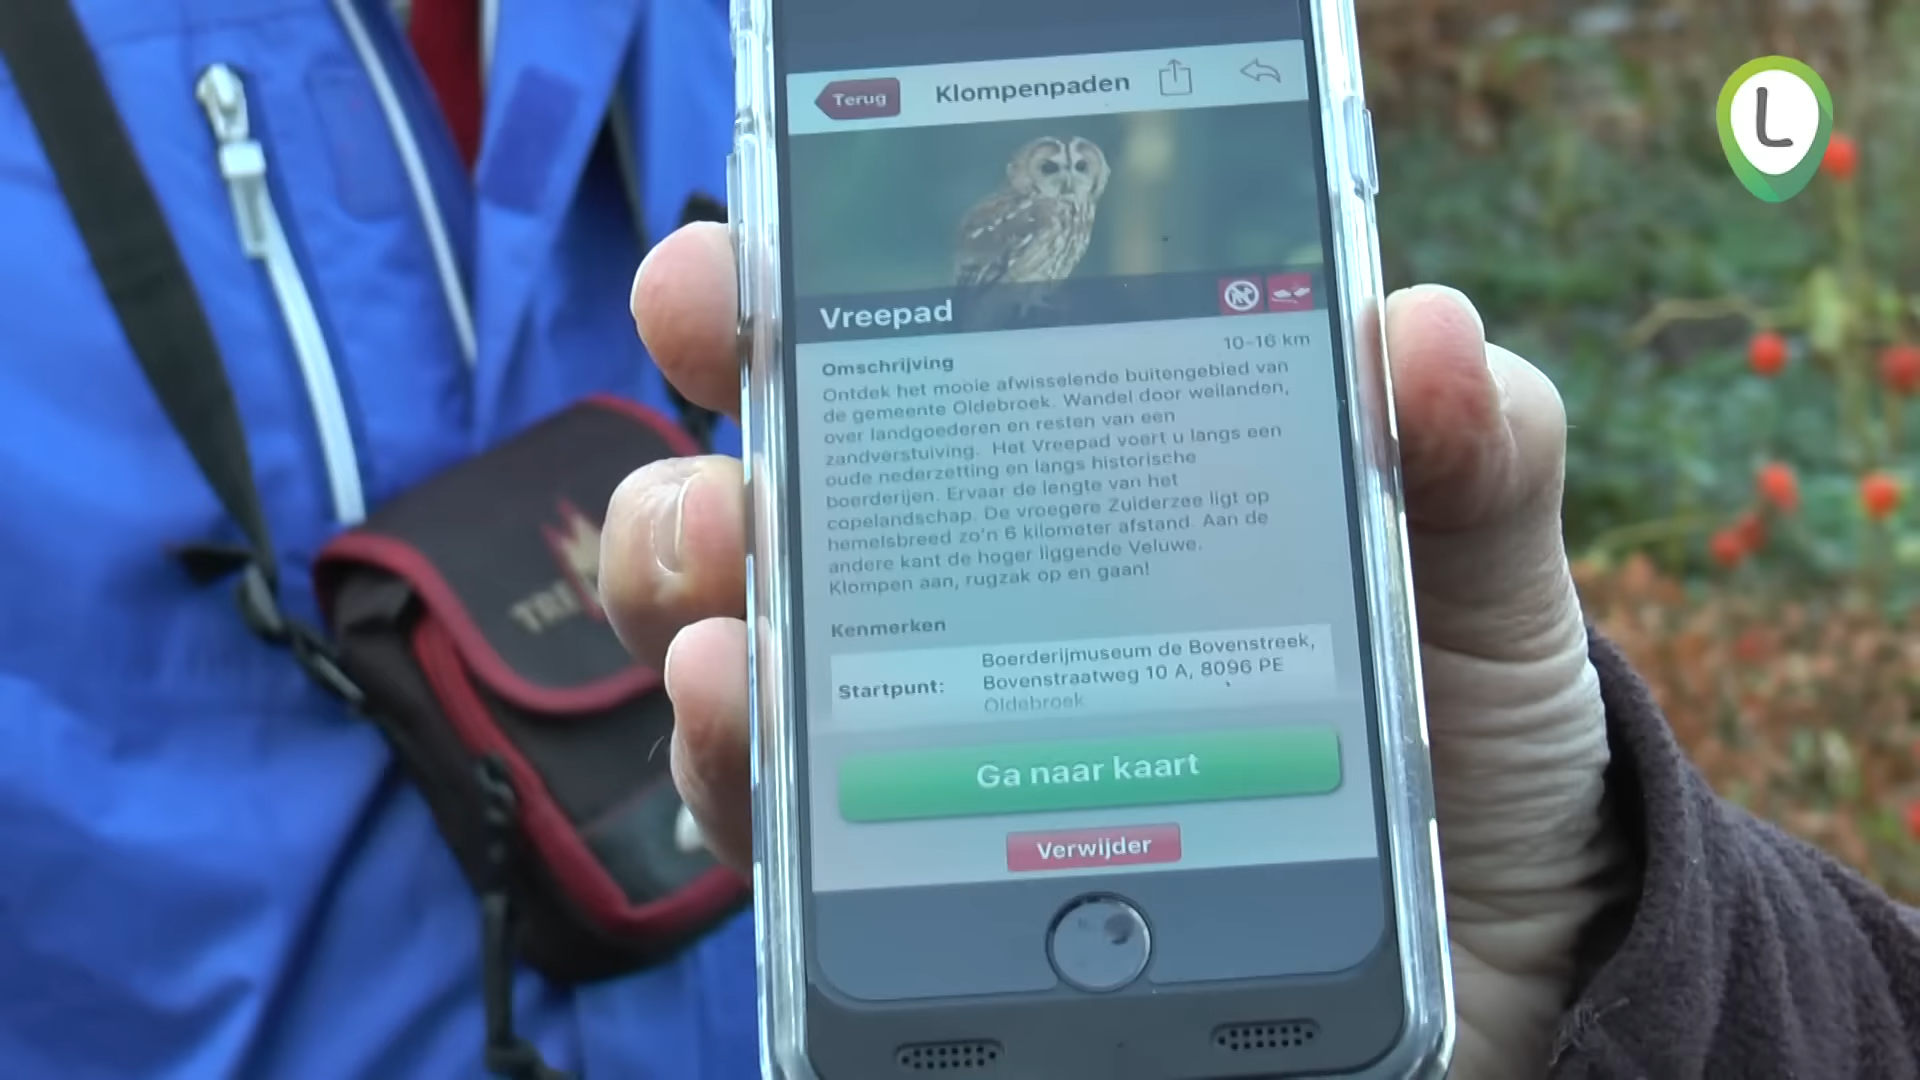 L
Terug
Klompenpaden
Vreepad
10-16 km
Omschrijving
Ontdek het mooie afwisselende buitengebied van
de gemeente Oldebroek. Wandel door weilanden,
over landgoederen en resten van een
zandverstuiving. Het Vreepad voert u langs een
oude nederzetting en langs historische
boerderijen. Ervaar de lengte van het
copelandschap. De vroegere Zuiderzee ligt op
hemelsbreed zo'n 6 kilometer afstand. Aan de
andere kant de hoger liggende Veluwe.
Klompen aan, rugzak op en gaan!
Kenmerken
Startpunt:
Boerderijmuseum de Bovenstreek,
Bovenstraatweg 10 A, 8096 PE
Oldebroek
Ga naar kaart
Verwijder